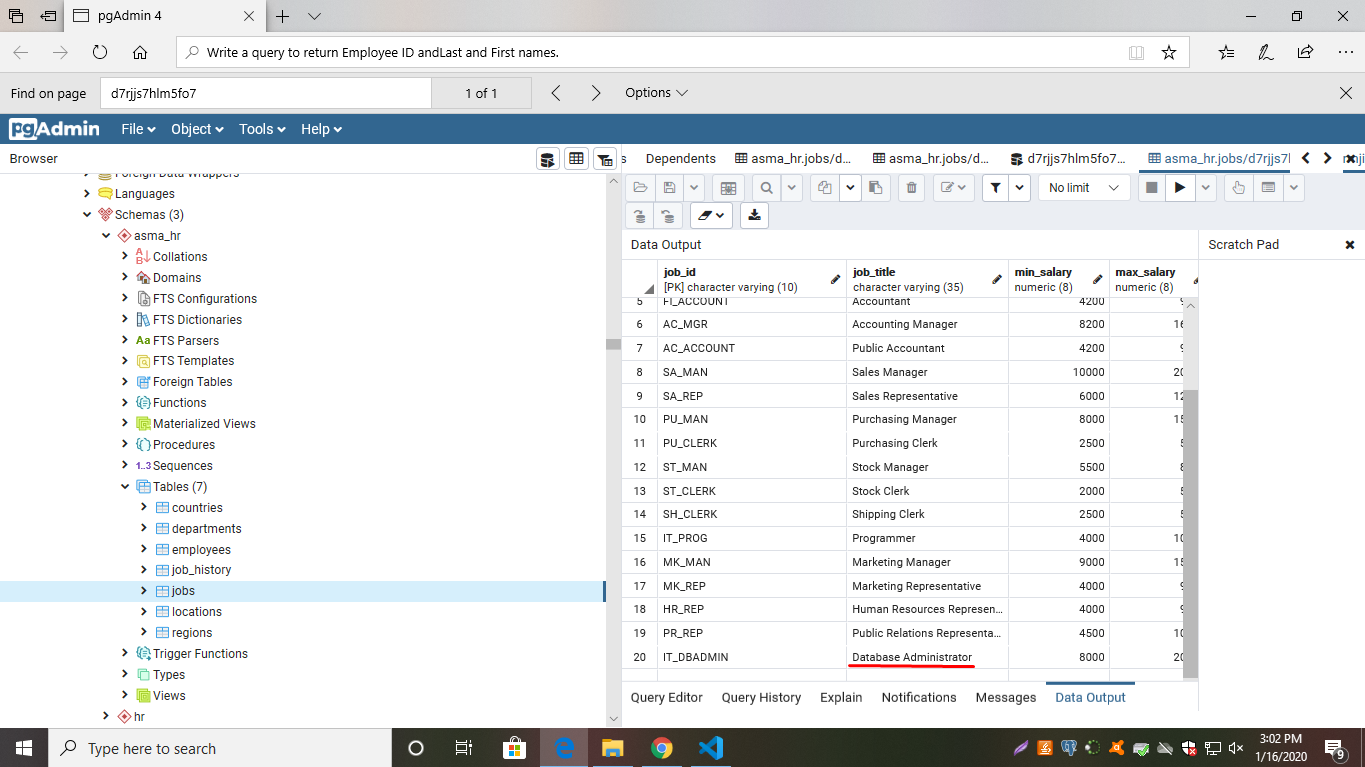 pgAdmin 4
Write a query to return Employee ID andLast and First names.
Find on page d7rjjs7hlm5fo7 1 of 1 Options
pgAdmin File Object Tools Help
Browser
s Dependents asma_hr.jobs/d... asma_hr.jobs/d... d7rjjs7hlm5fo7... asma_hr.jobs/d7rjjs7l
No limit
Foreign Data Wrappers
Languages
Schemas (3)
asma_hr
Collations
Domains
FTS Configurations
FTS Dictionaries
Aa FTS Parsers
FTS Templates
Foreign Tables
Functions
Materialized Views
Procedures
1..3 Sequences
Tables (7)
countries
departments
employees
job_history
jobs
locations
regions
Trigger Functions
Types
Views
hr
Data Output
Scratch Pad
job_id job_title min_salary max_salary
[PK] character varying (10) character varying (35) numeric (8) numeric (8)
5 FI_ACCOUNT Accountant 4200 9
6 AC_MGR Accounting Manager 8200 16
7 AC_ACCOUNT Public Accountant 4200 9
8 SA_MAN Sales Manager 10000 20
9 SA_REP Sales Representative 6000 12
10 PU_MAN Purchasing Manager 8000 15
11 PU_CLERK Purchasing Clerk 2500 5
12 ST_MAN Stock Manager 5500 8
13 ST_CLERK Stock Clerk 2000 5
14 SH_CLERK Shipping Clerk 2500 5
15 IT_PROG Programmer 4000 10
16 MK_MAN Marketing Manager 9000 15
17 MK_REP Marketing Representative 4000 9
18 HR_REP Human Resources Represen... 4000 9
19 PR_REP Public Relations Representa... 4500 10
20 IT_DBADMIN Database Administrator 8000 20
Query Editor Query History Explain Notifications Messages Data Output
Type here to search
3:02 PM
1/16/2020
9